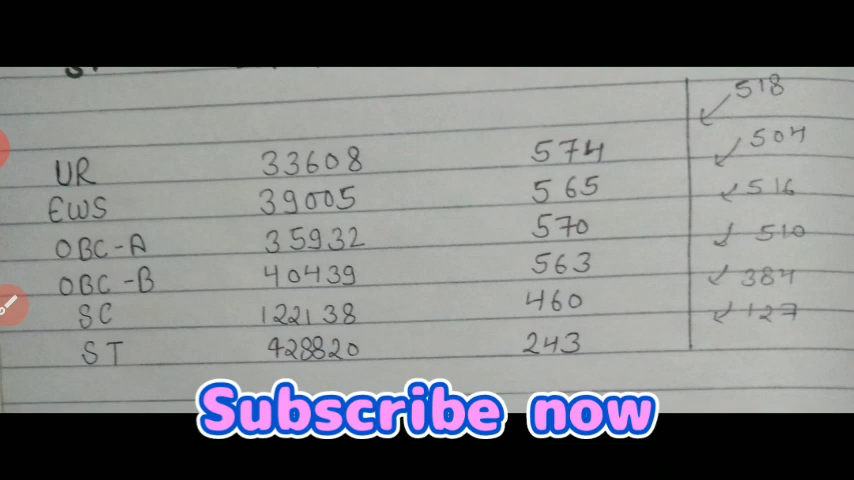 518
UR 33608 574 504
EWS 39005 565 516
OBC-A 35932 570 510
OBC-B 40439 563 384
SC 122138 460 127
ST 428820 243
Subscribe now